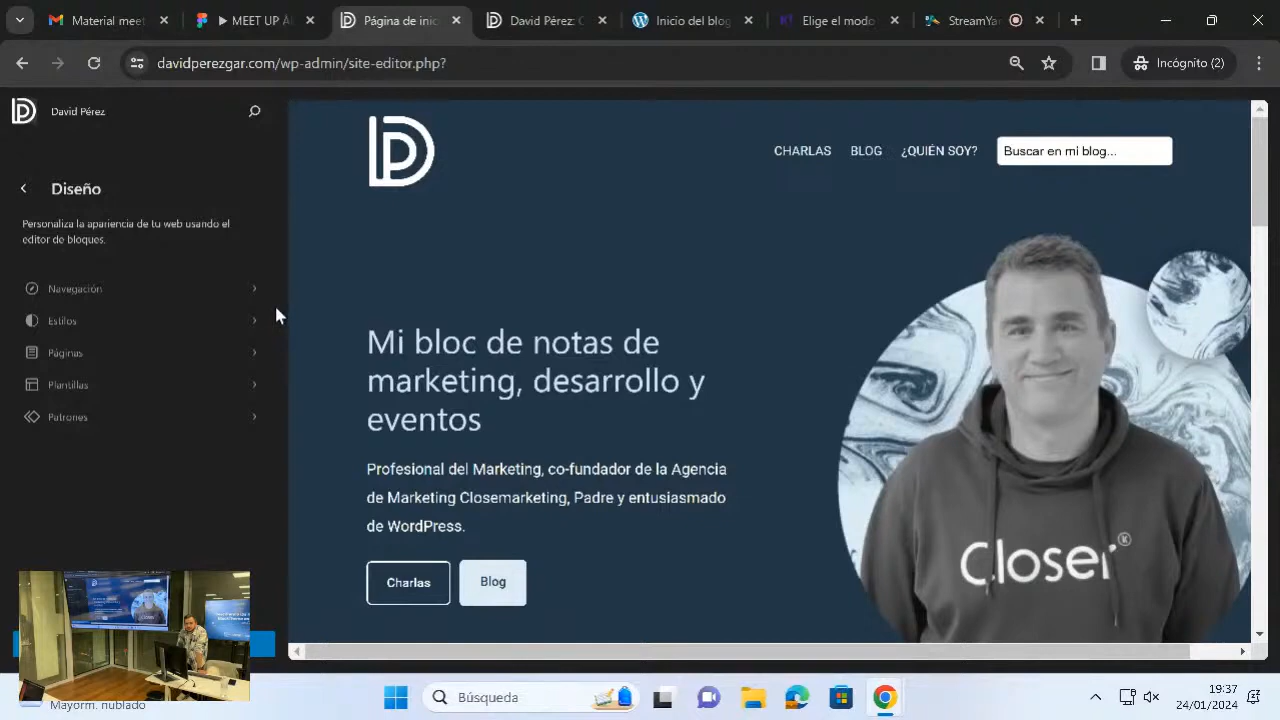 Material meet
▶ MEET UP
Página de inic
David Pérez: C
Inicio del blog
Elige el modo
StreamYa
davidperezgar.com/wp-admin/site-editor.php?
Incógnito (2)
David Pérez
Diseño
Personaliza la apariencia de tu web usando el
editor de bloques.
Navegación
Estilos
Páginas
Plantillas
Patrones
CHARLAS
BLOG
¿QUIÉN SOY?
Buscar en mi blog...
Mi bloc de notas de
marketing, desarrollo y
eventos
Profesional del Marketing, co-fundador de la Agencia
de Marketing Closemarketing, Padre y entusiasmado
de WordPress.
Charlas
Blog
Closer
Mayorm. nublado
Búsqueda
19:37
24/01/2024